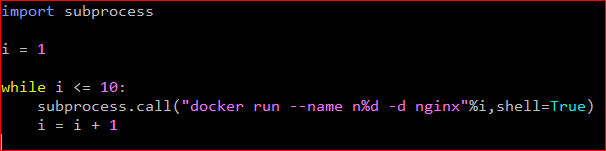 import subprocess
i = 1
while i <= 10:
    subprocess.call("docker run --name n%d -d nginx"%i,shell=True)
    i = i + 1